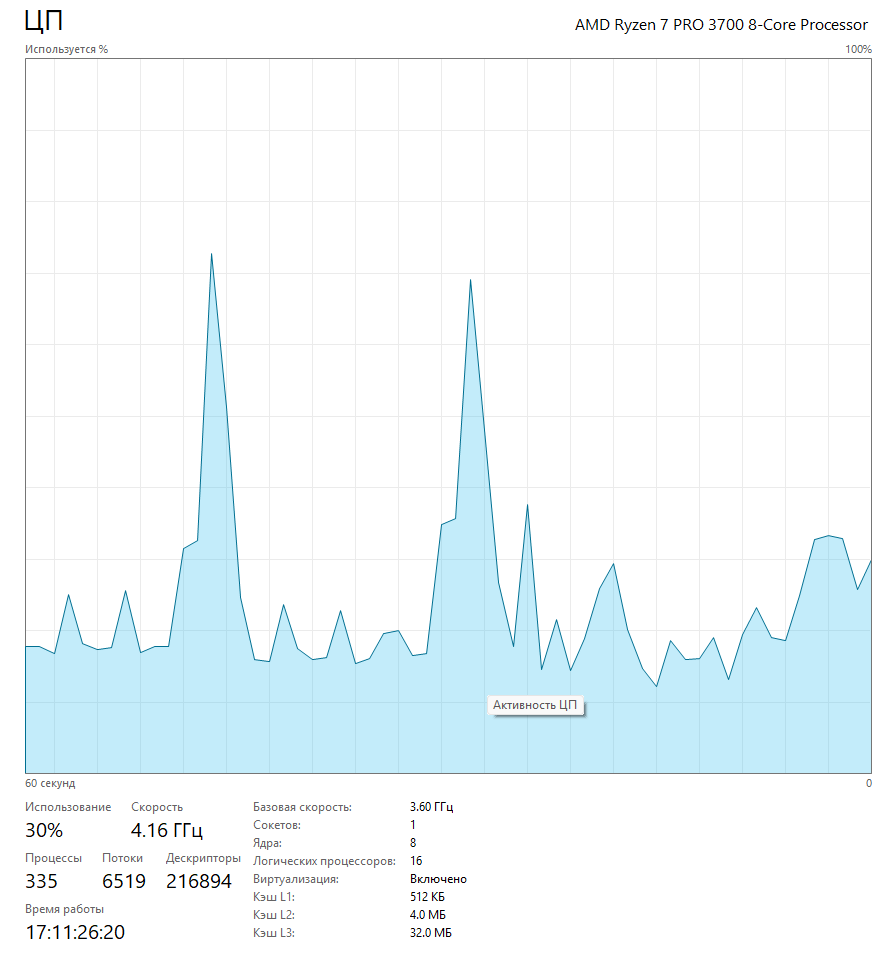 ЦП
AMD Ryzen 7 PRO 3700 8-Core Processor
Используется %
100%
Активность ЦП
60 секунд
0
Использование
30%
Скорость
4.16 ГГц
Процессы
335
Потоки
6519
Дескрипторы
216894
Время работы
17:11:26:20
Базовая скорость: 3.60 ГГц
Сокетов: 1
Ядра: 8
Логических процессоров: 16
Виртуализация: Включено
Кэш L1: 512 КБ
Кэш L2: 4.0 МБ
Кэш L3: 32.0 МБ